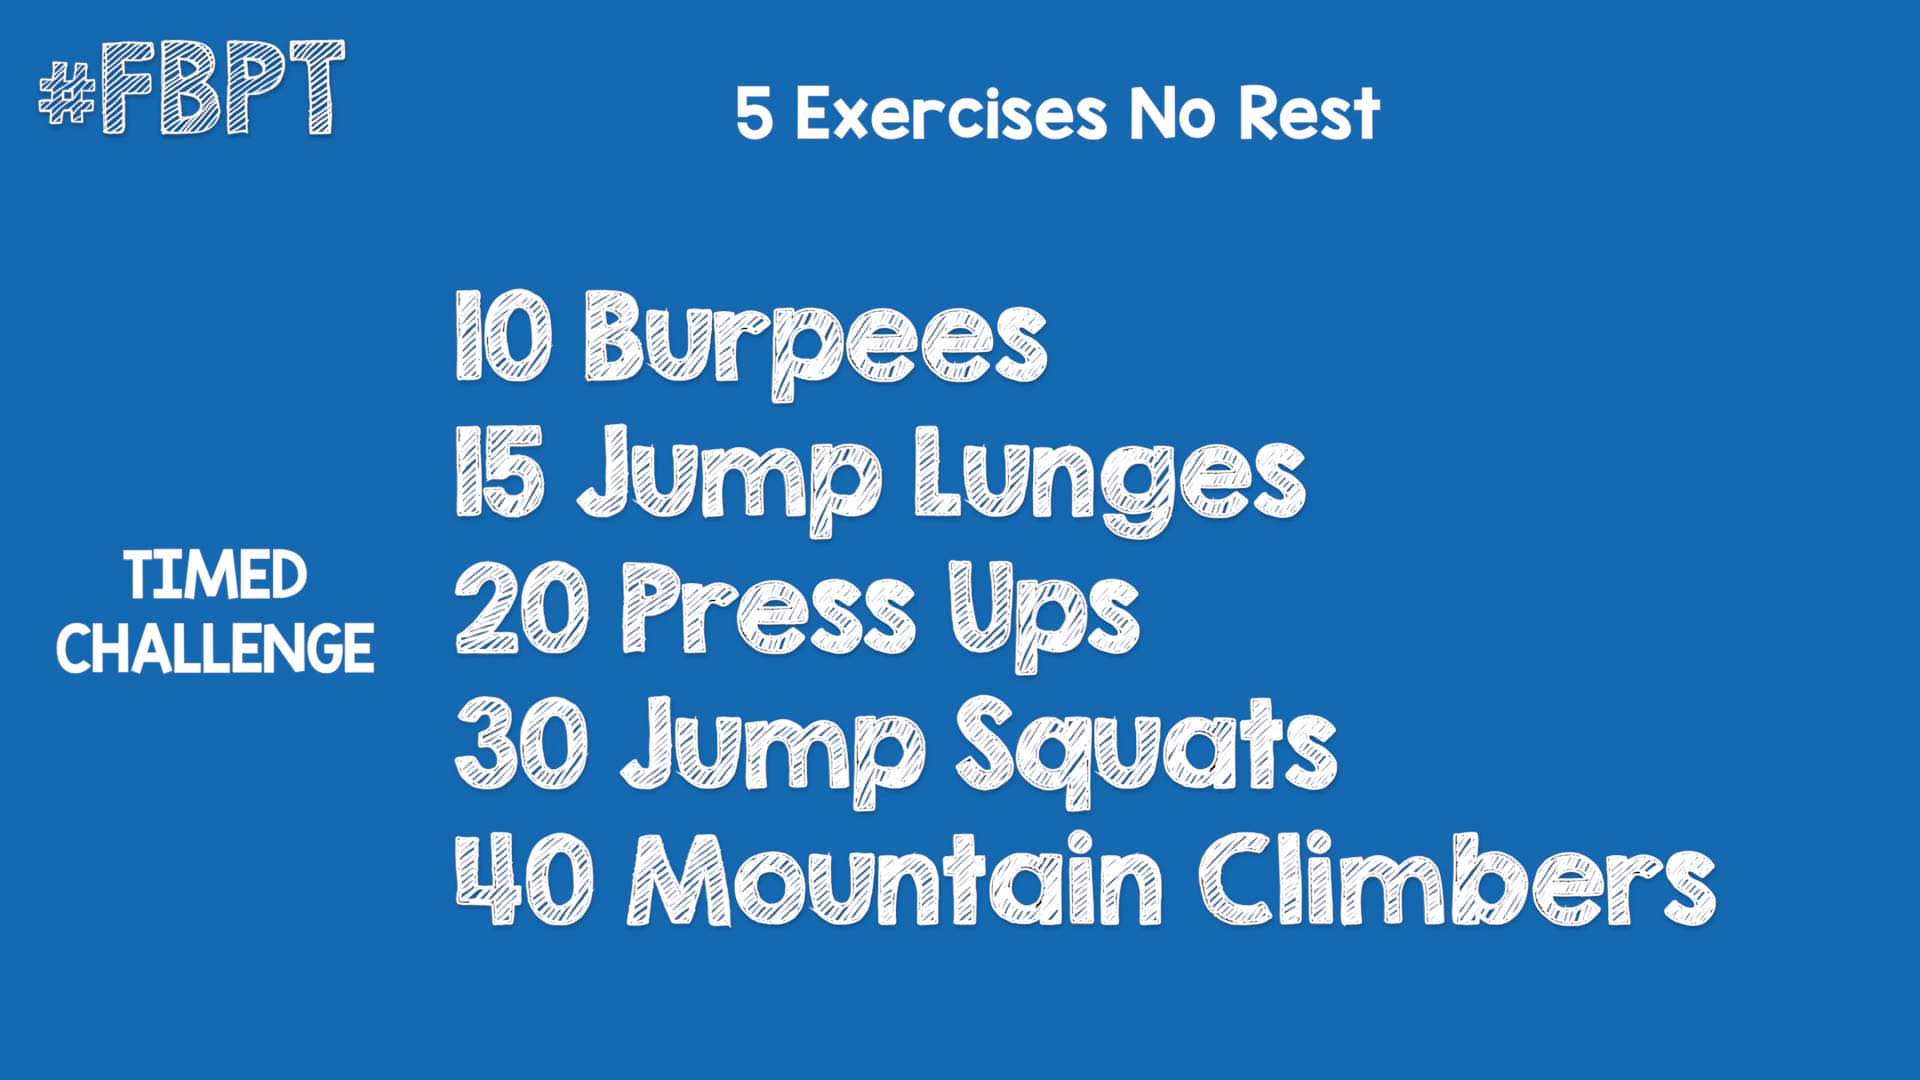 #FBPT
5 Exercises No Rest
10 Burpees
15 Jump Lunges
TIMED
CHALLENGE
20 Press Ups
30 Jump Squats
40 Mountain Climbers